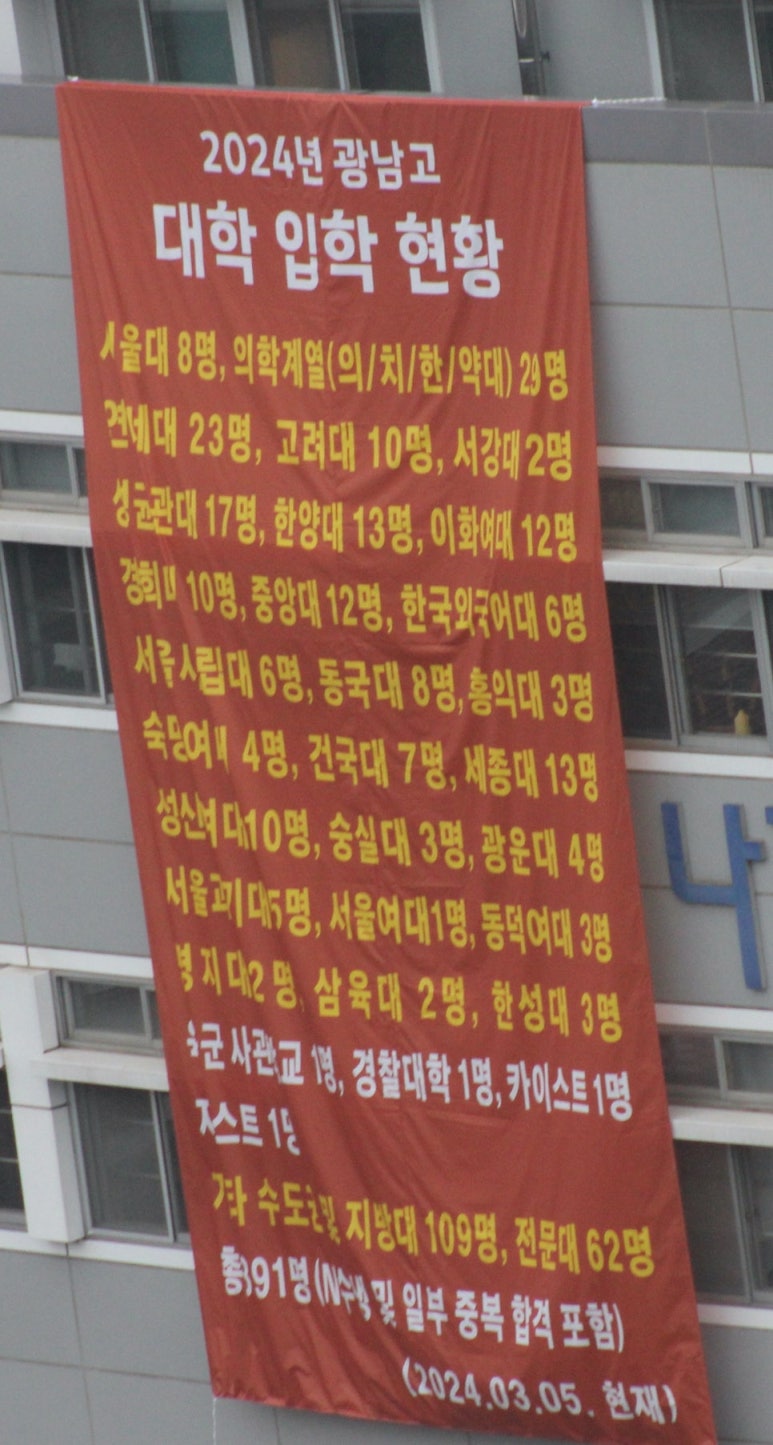 2024년 광남고
대학 입학 현황
서울대 8명, 의학계열(의/치/한/약대) 29명
연세대 23명, 고려대 10명, 서강대 2명
성균관대 17명, 한양대 13명, 이화여대 12명
경희대 10명, 중앙대 12명, 한국외국어대 6명
서울시립대 6명, 동국대 8명, 홍익대 3명
숙명여대 4명, 건국대 7명, 세종대 13명
성신여대 10명, 숭실대 3명, 광운대 4명
서울과기대 5명, 서울여대 1명, 동덕여대 3명
명지대 2명, 삼육대 2명, 한성대 3명
육군사관학교 1명, 경찰대학 1명, 카이스트 1명
지스트 1명
기타 수도권 및 지방대 109명, 전문대 62명
총 391명 (N수생 및 일부 중복 합격 포함)
(2024.03.05. 현재)
나